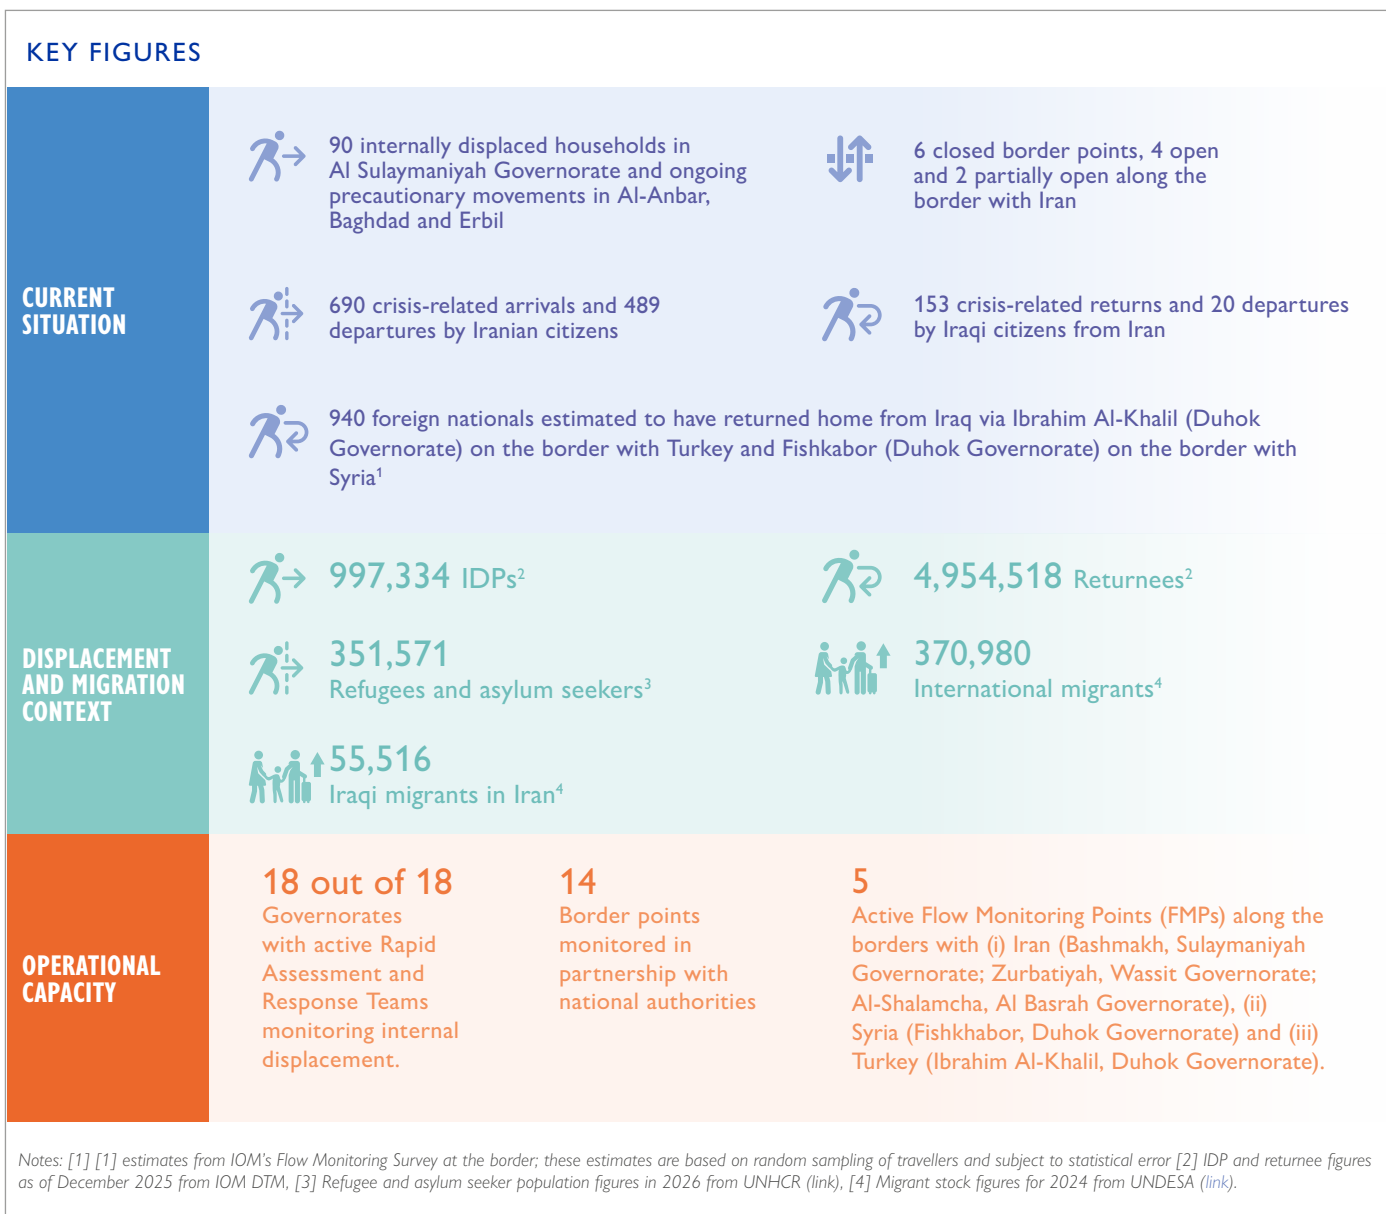 KEY FIGURES
CURRENT
SITUATION
90 internally displaced households in
Al Sulaymaniyah Governorate and ongoing
precautionary movements in Al-Anbar,
Baghdad and Erbil
6 closed border points, 4 open
and 2 partially open along the
border with Iran
690 crisis-related arrivals and 489
departures by Iranian citizens
153 crisis-related returns and 20 departures
by Iraqi citizens from Iran
940 foreign nationals estimated to have returned home from Iraq via Ibrahim Al-Khalil (Duhok
Governorate) on the border with Turkey and Fishkabor (Duhok Governorate) on the border with
Syria1
DISPLACEMENT
AND MIGRATION
CONTEXT
997,334 IDPs2
4,954,518 Returnees2
351,571
Refugees and asylum seekers3
370,980
International migrants4
55,516
Iraqi migrants in Iran4
OPERATIONAL
CAPACITY
18 out of 18
Governorates
with active Rapid
Assessment and
Response Teams
monitoring internal
displacement.
14
Border points
monitored in
partnership with
national authorities
5
Active Flow Monitoring Points (FMPs) along the
borders with (i) Iran (Bashmakh, Sulaymaniyah
Governorate; Zurbatiyah, Wassit Governorate;
Al-Shalamcha, Al Basrah Governorate), (ii)
Syria (Fishkhabor, Duhok Governorate) and (iii)
Turkey (Ibrahim Al-Khalil, Duhok Governorate).
Notes: [1] [1] estimates from IOM's Flow Monitoring Survey at the border; these estimates are based on random sampling of travellers and subject to statistical error [2] IDP and returnee figures
as of December 2025 from IOM DTM, [3] Refugee and asylum seeker population figures in 2026 from UNHCR (link), [4] Migrant stock figures for 2024 from UNDESA (link).